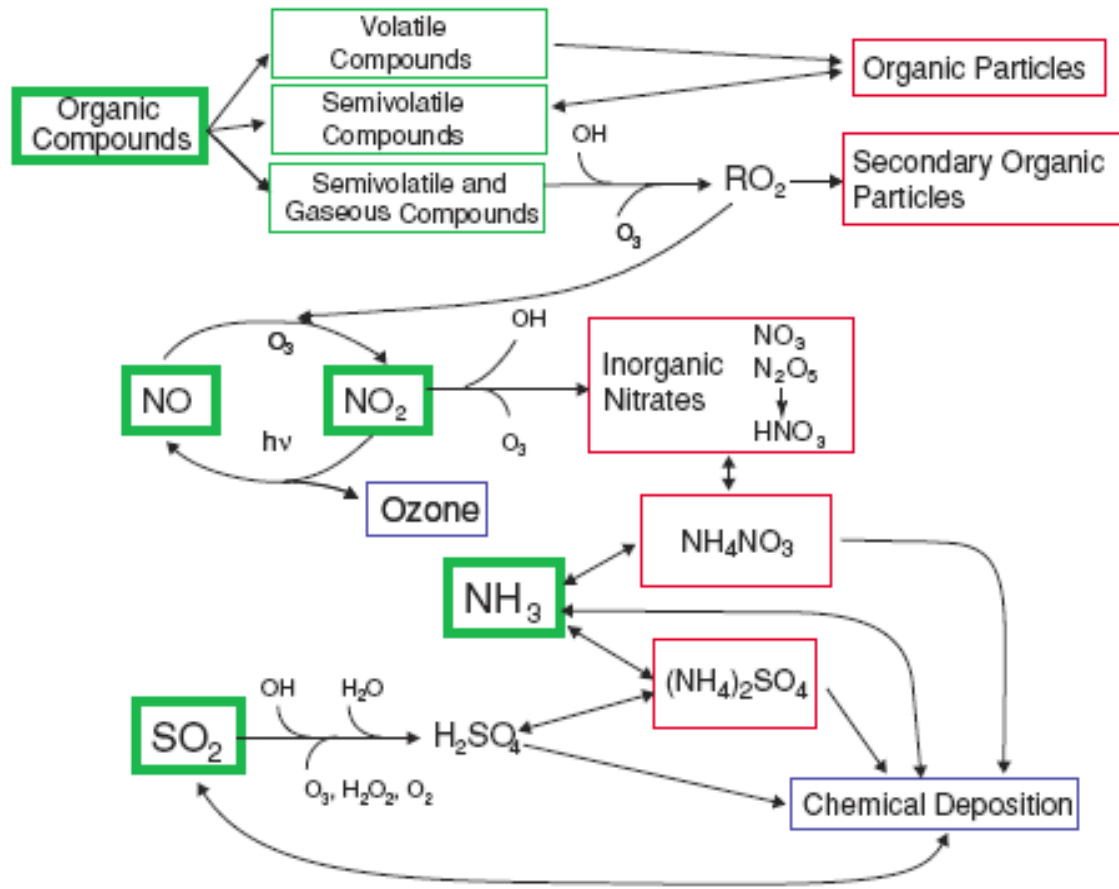 Volatile
Compounds
Organic Particles
Organic
Compounds
Semivolatile
Compounds
OH
Semivolatile and
Gaseous Compounds
RO₂
Secondary Organic
Particles
O₃
OH
O₃
NO
NO₂
Inorganic
Nitrates
NO₃
N₂O₅
HNO₃
O₃
hν
Ozone
NH₄NO₃
NH₃
(NH₄)₂SO₄
OH
H₂O
SO₂
H₂SO₄
O₃, H₂O₂, O₂
Chemical Deposition